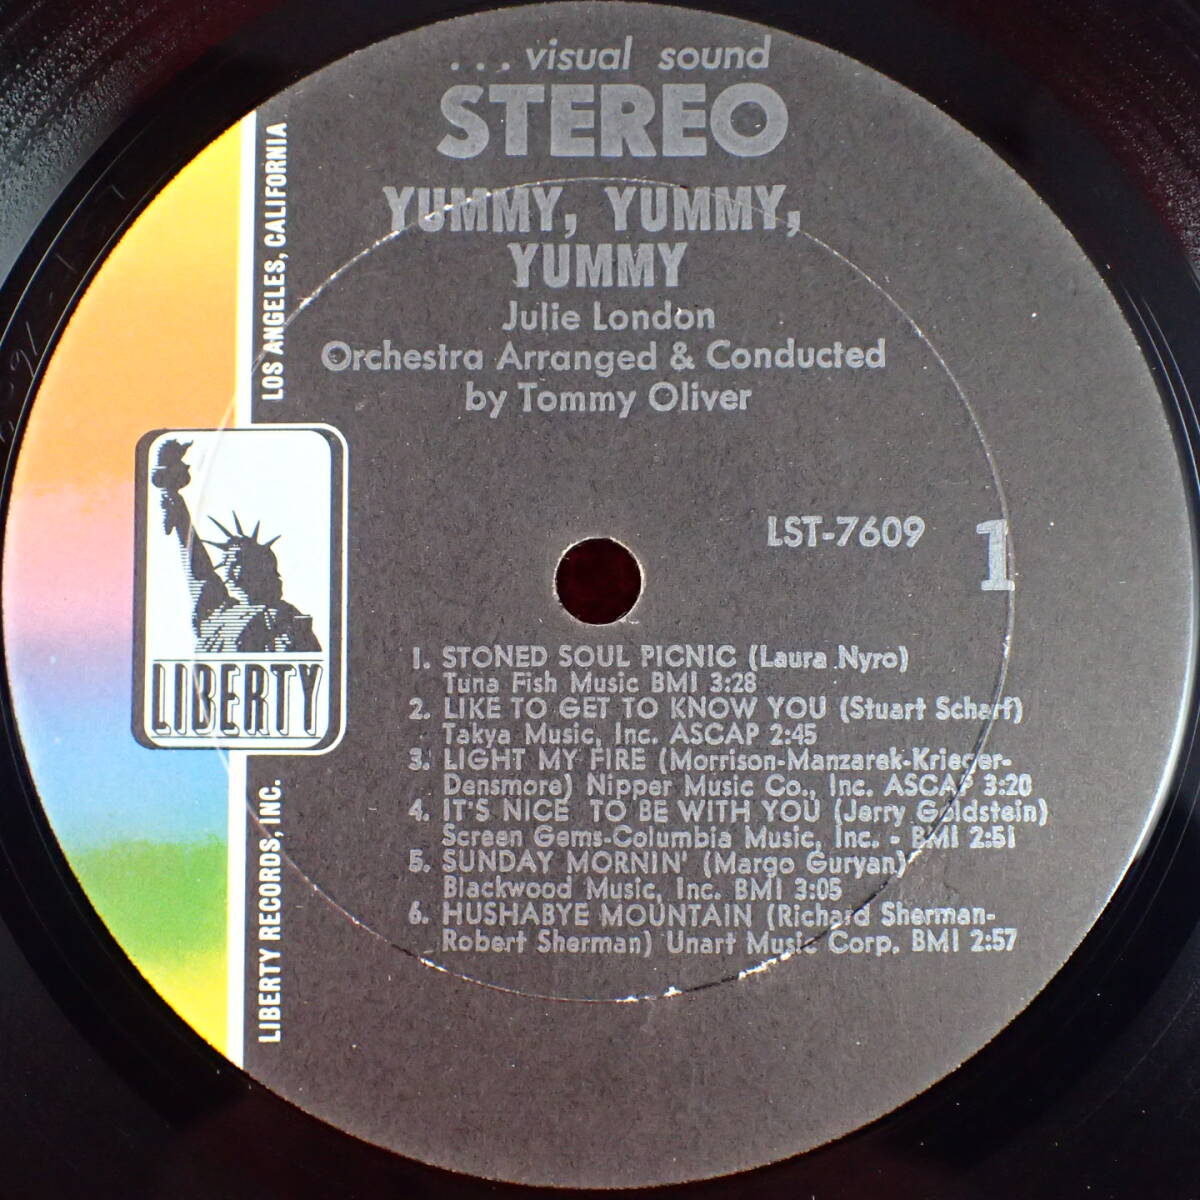 ...visual sound
STEREO
YUMMY, YUMMY,
YUMMY
Julie London
Orchestra Arranged & Conducted
by Tommy Oliver
LOS ANGELES, CALIFORNIA
LIBERTY
LIBERTY RECORDS, INC.
LST-7609
1
1. STONED SOUL PICNIC (Laura Nyro)
Tuna Fish Music BMI 3:28
2. LIKE TO GET TO KNOW YOU (Stuart Scharf)
Takya Music, Inc. ASCAP 2:45
3. LIGHT MY FIRE (Morrison-Manzarek-Krieger-
Densmore) Nipper Music Co., Inc. ASCAP 3:20
4. IT'S NICE TO BE WITH YOU (Jerry Goldstein)
Screen Gems-Columbia Music, Inc. - BMI 2:51
5. SUNDAY MORNIN' (Margo Guryan)
Blackwood Music, Inc. BMI 3:05
6. HUSHABYE MOUNTAIN (Richard Sherman-
Robert Sherman) Unart Music Corp. BMI 2:57